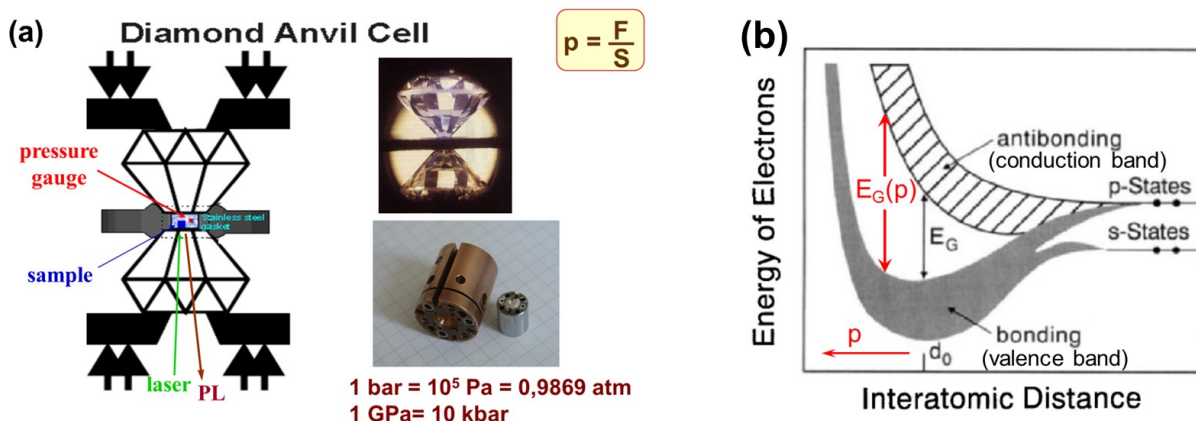 (a)
Diamond Anvil Cell
p = F
S
pressure
gauge
Stainless steel
gasket
sample
laser
PL
1 bar = 10⁵ Pa = 0,9869 atm
1 GPa= 10 kbar
(b)
Energy of Electrons
antibonding
(conduction band)
p-States
E_G(p)
s-States
E_G
p
d₀
bonding
(valence band)
Interatomic Distance